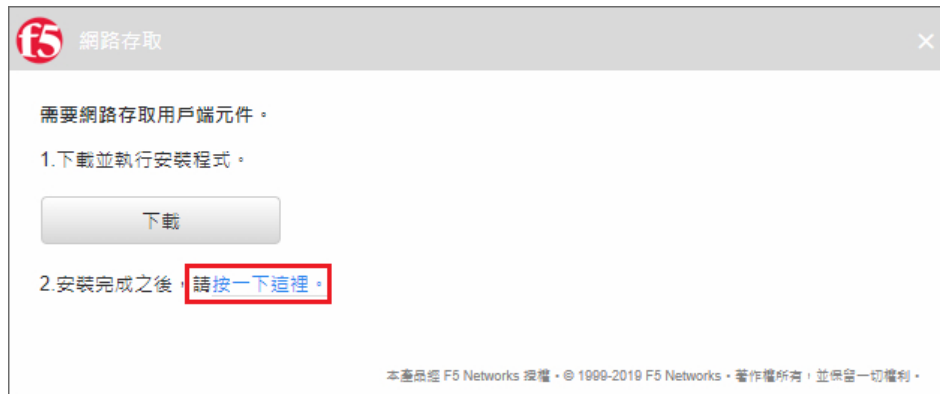 f5 網路存取
需要網路存取用戶端元件。
1.下載並執行安裝程式。
下載
2.安裝完成之後，請按一下這裡。
本產品經 F5 Networks 授權。© 1999-2019 F5 Networks。著作權所有，並保留一切權利。